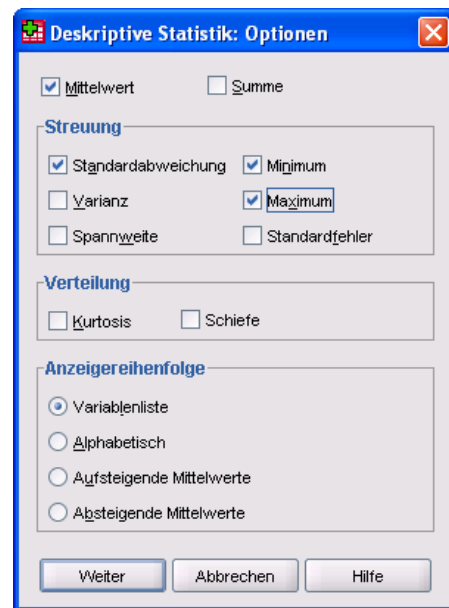 Deskriptive Statistik: Optionen
Mittelwert Summe
Streuung
Standardabweichung Minimum
Varianz Maximum
Spannweite Standardfehler
Verteilung
Kurtosis Schiefe
Anzeigereihenfolge
Variablenliste
Alphabetisch
Aufsteigende Mittelwerte
Absteigende Mittelwerte
Weiter Abbrechen Hilfe